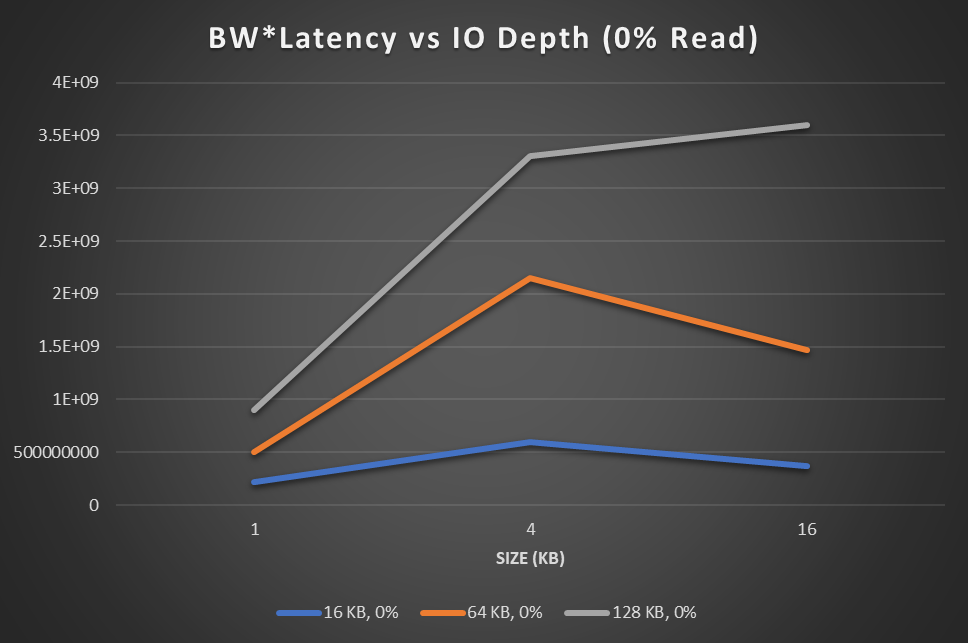 BW*Latency vs IO Depth (0% Read)
4E+09
3.5E+09
3E+09
2.5E+09
2E+09
1.5E+09
1E+09
500000000
0
1 4 16
SIZE (KB)
16 KB, 0% 64 KB, 0% 128 KB, 0%